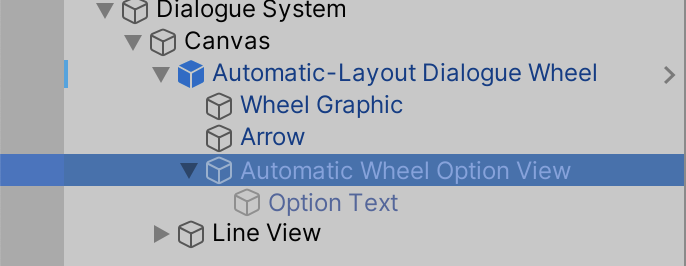 Dialogue System
Canvas
Automatic-Layout Dialogue Wheel
Wheel Graphic
Arrow
Automatic Wheel Option View
Option Text
Line View